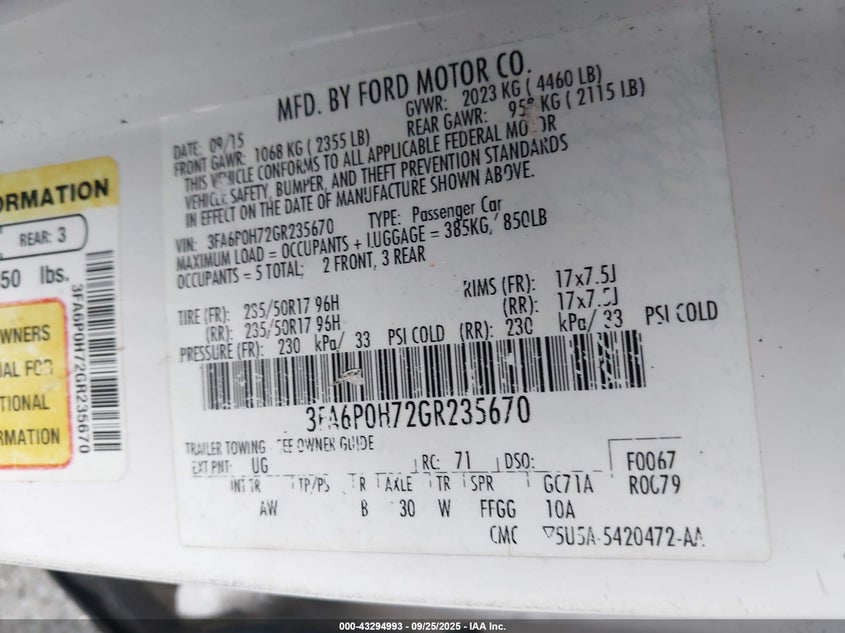 MFD. BY FORD MOTOR CO.
DATE: 09/15 GVWR: 2023 KG ( 4460 LB)
FRONT GAWR: 1068 KG ( 2355 LB) REAR GAWR: KG ( 2115 LB)
THIS VEHICLE CONFORMS TO ALL APPLICABLE FEDERAL MOTOR
VEHICLE SAFETY, BUMPER, AND THEFT PREVENTION STANDARDS
IN EFFECT ON THE DATE OF MANUFACTURE SHOWN ABOVE.
VIN: 3FA6P0H72GR235670 TYPE: Passenger Car
MAXIMUM LOAD = OCCUPANTS + LUGGAGE = 385KG/ 850LB
OCCUPANTS = 5 TOTAL; 2 FRONT, 3 REAR
TIRE (FR): 235/50R17 96H RIMS (FR): 17x7.5J
(RR): 235/50R17 96H (RR): 17x7.5J
PRESSURE (FR): 230 kPa/ 33 PSI COLD (RR): 230 kPa/ 33 PSI COLD
3FA6P0H72GR235670
TRAILER TOWING - SEE OWNER GUIDE
EXT PNT: UG RC: 71 DSO: F0067
INT TR TP/PS R AXLE TR SPR GC71A R0C79
AW B 30 W FFGG 10A
CMC 5U5A-5420472-AA
ORMATION
REAR: 3
50 lbs.
WNERS
UAL FOR
TIONAL
RMATION
3FA6P0H72GR235670
000-43294993 - 09/25/2025 - IAA Inc.